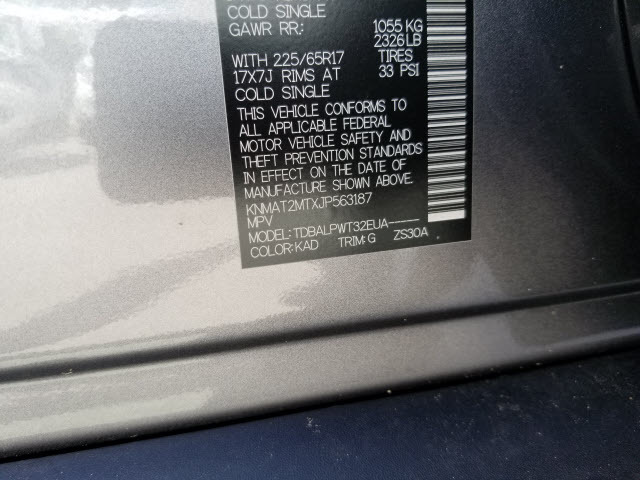 COLD SINGLE
GAWR RR: 1055 KG
2326 LB
WITH 225/65R17 TIRES
17X7J RIMS AT 33 PSI
COLD SINGLE
THIS VEHICLE CONFORMS TO
ALL APPLICABLE FEDERAL
MOTOR VEHICLE SAFETY AND
THEFT PREVENTION STANDARDS
IN EFFECT ON THE DATE OF
MANUFACTURE SHOWN ABOVE.
KNMAT2MTXJP563187
MPV
MODEL:TDBALPWT32EUA-----
COLOR:KAD TRIM:G ZS30A